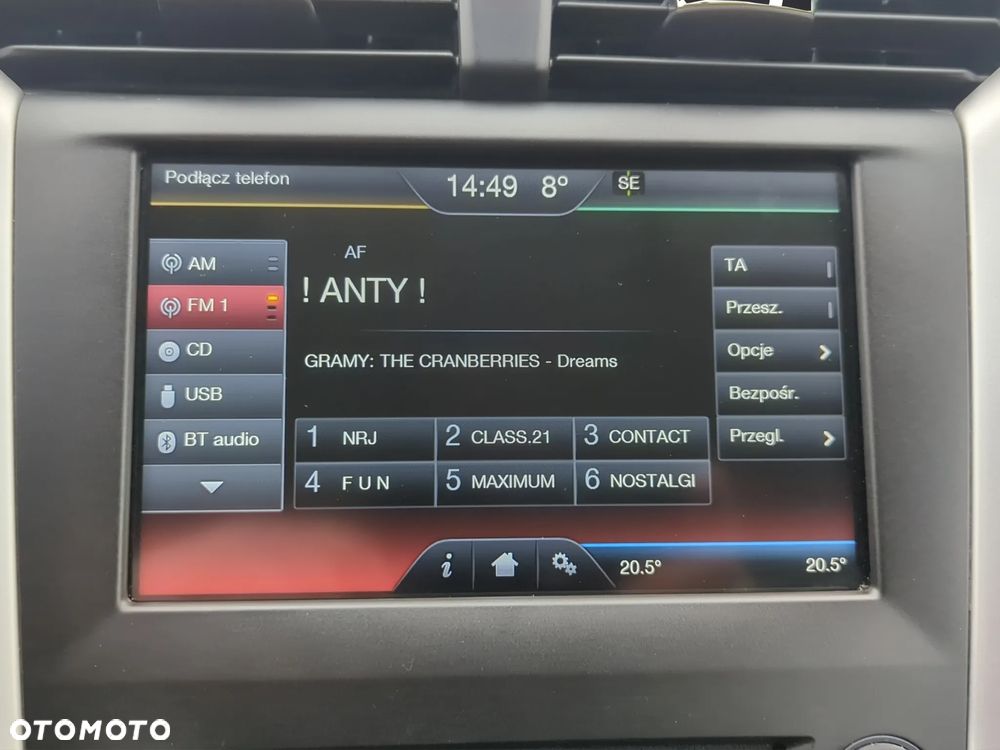 Podłącz telefon
14:49 8°
SE
AM
FM 1
CD
USB
BT audio
AF
! ANTY !
GRAMY: THE CRANBERRIES - Dreams
1 NRJ
2 CLASS.21
3 CONTACT
4 F U N
5 MAXIMUM
6 NOSTALGI
TA
Przesz.
Opcje
Bezpośr.
Przegl.
i
20.5°
20.5°
OTOMOTO